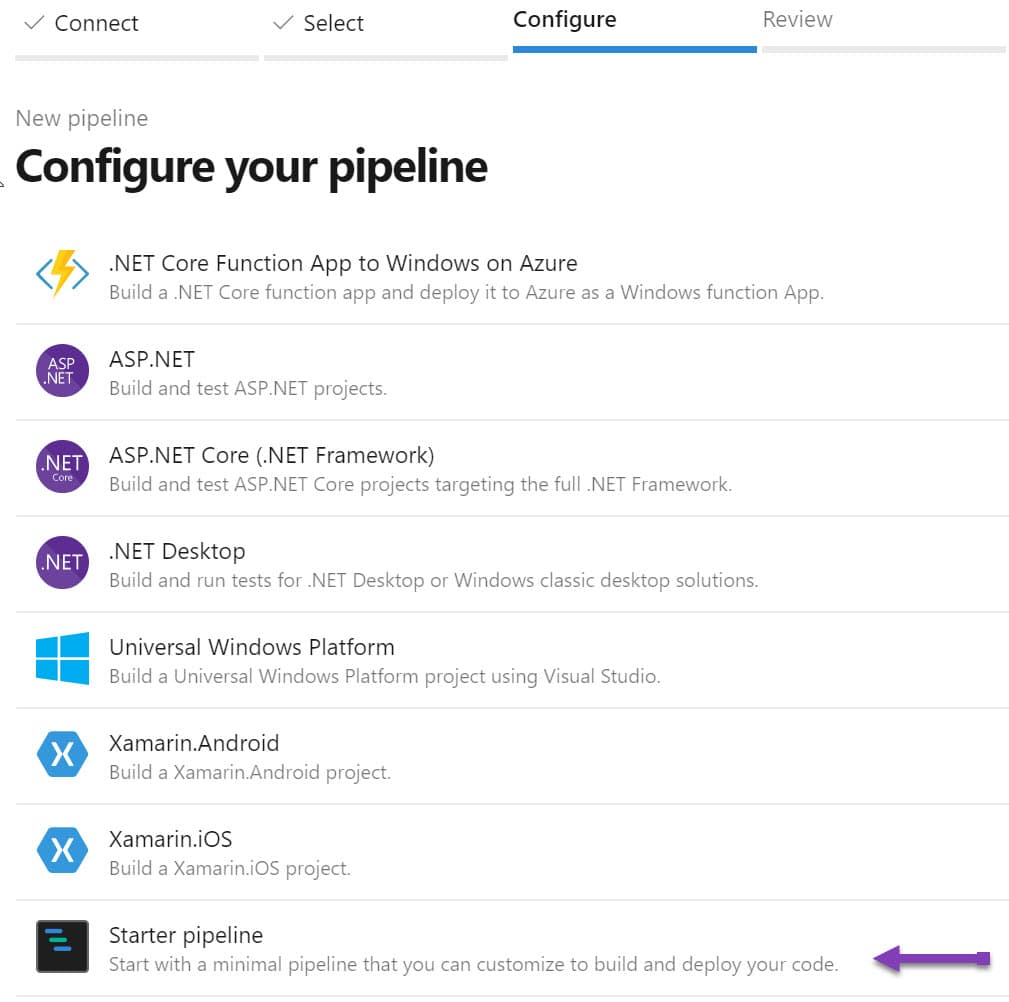 Connect
Select
Configure
Review
New pipeline
Configure your pipeline
.NET Core Function App to Windows on Azure
Build a .NET Core function app and deploy it to Azure as a Windows function App.
ASP
.NET
ASP.NET
Build and test ASP.NET projects.
.NET
Core
ASP.NET Core (.NET Framework)
Build and test ASP.NET Core projects targeting the full .NET Framework.
.NET
.NET Desktop
Build and run tests for .NET Desktop or Windows classic desktop solutions.
Universal Windows Platform
Build a Universal Windows Platform project using Visual Studio.
Xamarin.Android
Build a Xamarin.Android project.
Xamarin.iOS
Build a Xamarin.iOS project.
Starter pipeline
Start with a minimal pipeline that you can customize to build and deploy your code.